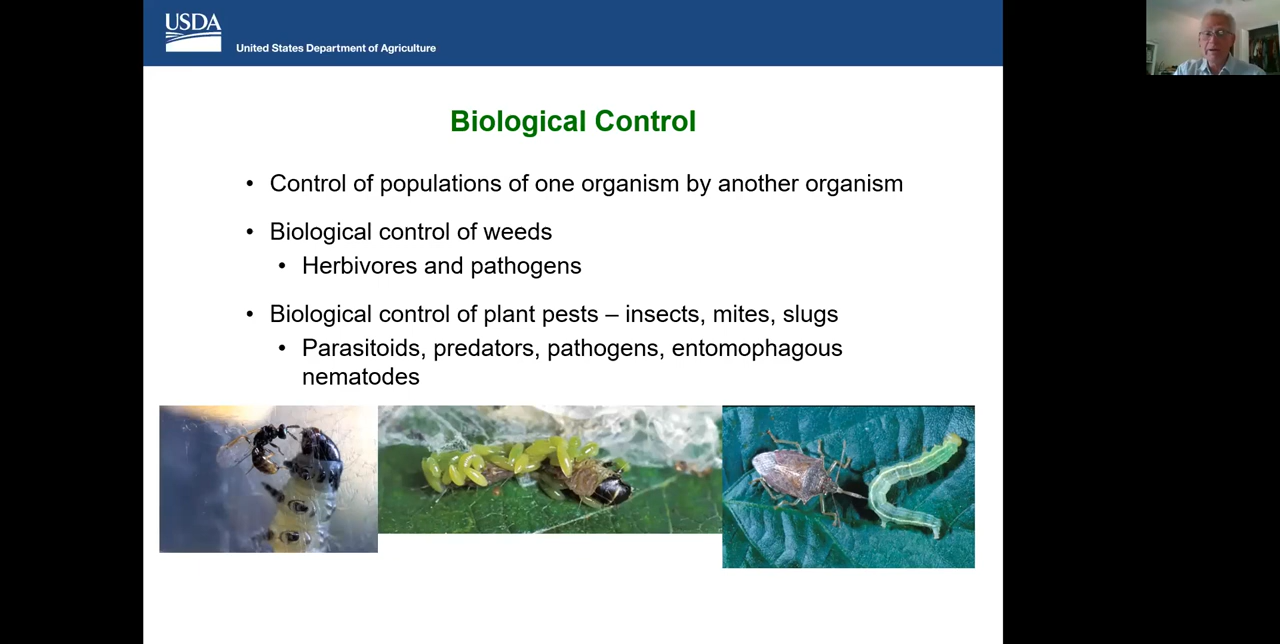 USDA
United States Department of Agriculture
Biological Control
• Control of populations of one organism by another organism
• Biological control of weeds
• Herbivores and pathogens
• Biological control of plant pests – insects, mites, slugs
• Parasitoids, predators, pathogens, entomophagous
nematodes